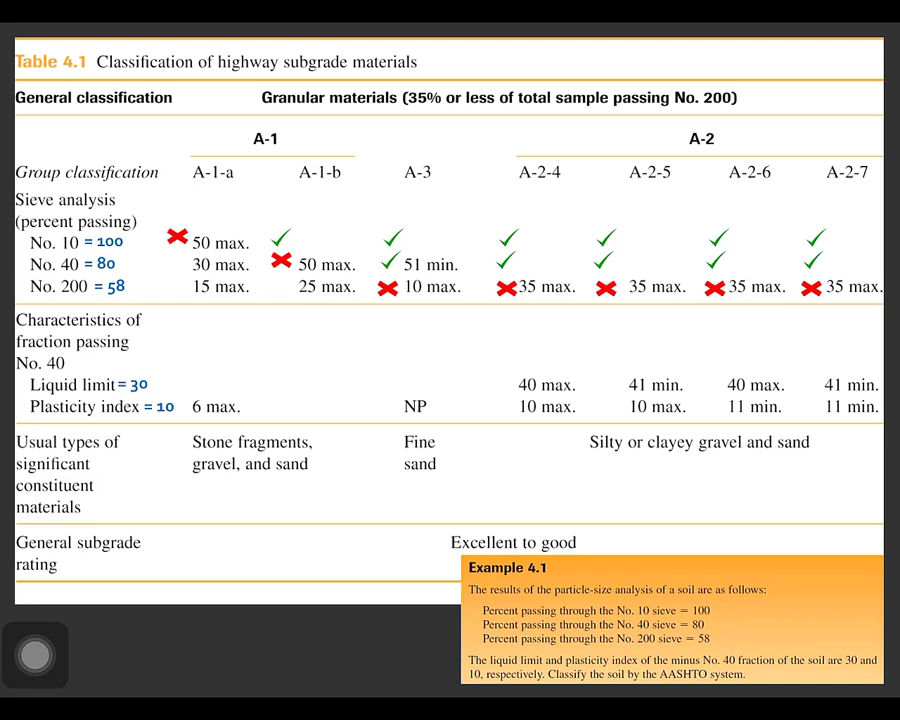 Table 4.1 Classification of highway subgrade materials
General classification Granular materials (35% or less of total sample passing No. 200)
A-1 A-2
Group classification A-1-a A-1-b A-3 A-2-4 A-2-5 A-2-6 A-2-7
Sieve analysis
(percent passing)
No. 10 = 100 50 max.
No. 40 = 80 30 max. 50 max. 51 min.
No. 200 = 58 15 max. 25 max. 10 max. 35 max. 35 max. 35 max. 35 max.
Characteristics of
fraction passing
No. 40
Liquid limit = 30 40 max. 41 min. 40 max. 41 min.
Plasticity index = 10 6 max. NP 10 max. 10 max. 11 min. 11 min.
Usual types of Stone fragments, Fine Silty or clayey gravel and sand
significant gravel, and sand sand
constituent
materials
General subgrade Excellent to good
rating
Example 4.1
The results of the particle-size analysis of a soil are as follows:
Percent passing through the No. 10 sieve = 100
Percent passing through the No. 40 sieve = 80
Percent passing through the No. 200 sieve = 58
The liquid limit and plasticity index of the minus No. 40 fraction of the soil are 30 and
10, respectively. Classify the soil by the AASHTO system.